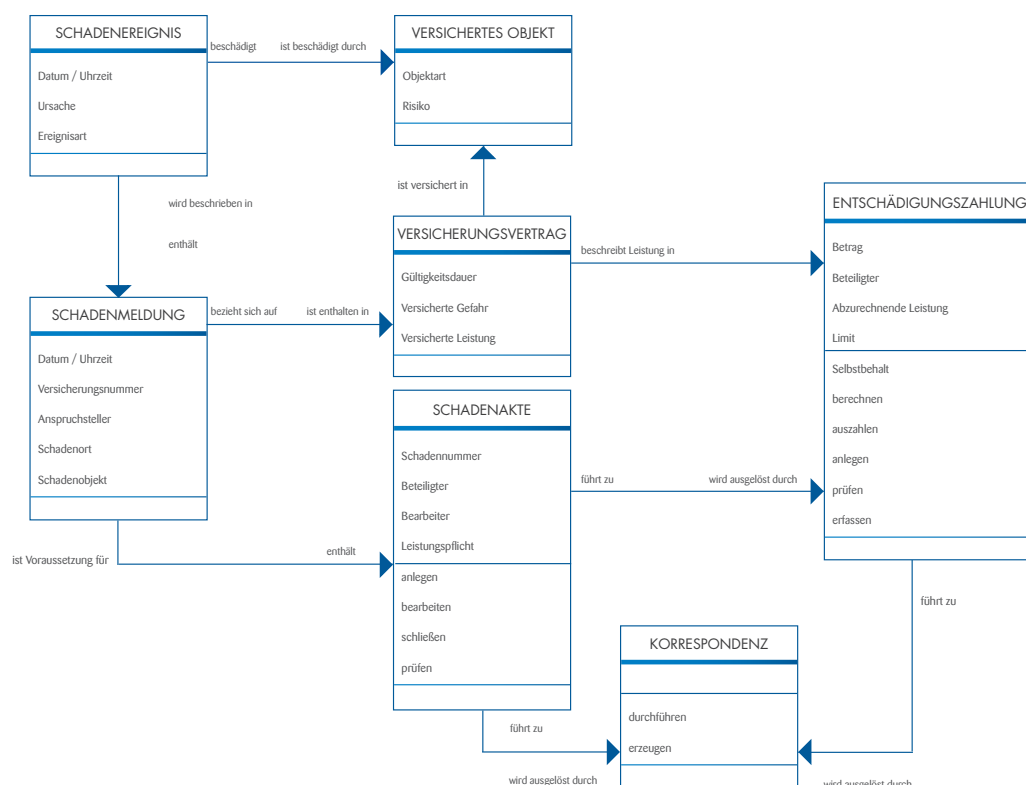 SCHADENEREIGNIS
Datum / Uhrzeit
Ursache
Ereignisart
beschädigt
ist beschädigt durch
VERSICHERTES OBJEKT
Objektart
Risiko
wird beschrieben in
enthält
ist versichert in
SCHADENMELDUNG
Datum / Uhrzeit
Versicherungsnummer
Anspruchsteller
Schadenort
Schadenobjekt
bezieht sich auf
ist enthalten in
VERSICHERUNGSVERTRAG
Gültigkeitsdauer
Versicherte Gefahr
Versicherte Leistung
beschreibt Leistung in
ENTSCHÄDIGUNGSZAHLUNG
Betrag
Beteiligter
Abzurechnende Leistung
Limit
Selbstbehalt
berechnen
auszahlen
anlegen
prüfen
erfassen
ist Voraussetzung für
enthält
SCHADENAKTE
Schadennummer
Beteiligter
Bearbeiter
Leistungspflicht
anlegen
bearbeiten
schließen
prüfen
führt zu
wird ausgelöst durch
führt zu
wird ausgelöst durch
KORRESPONDENZ
durchführen
erzeugen
führt zu
wird ausgelöst durch